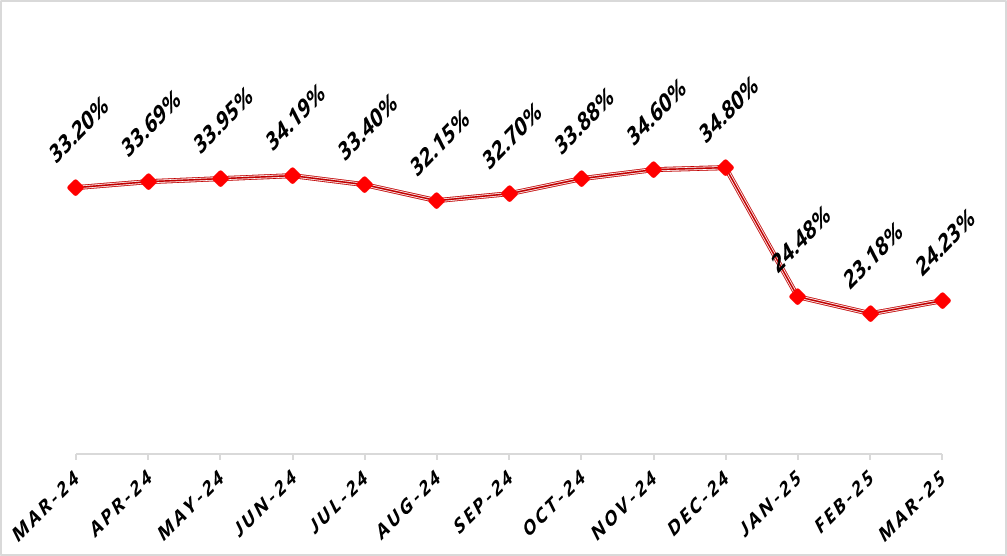 33.20%
33.69%
33.95%
34.19%
33.40%
32.15%
32.70%
33.88%
34.60%
34.80%
24.48%
23.18%
24.23%
MAR-24
APR-24
MAY-24
JUN-24
JUL-24
AUG-24
SEP-24
OCT-24
NOV-24
DEC-24
JAN-25
FEB-25
MAR-25